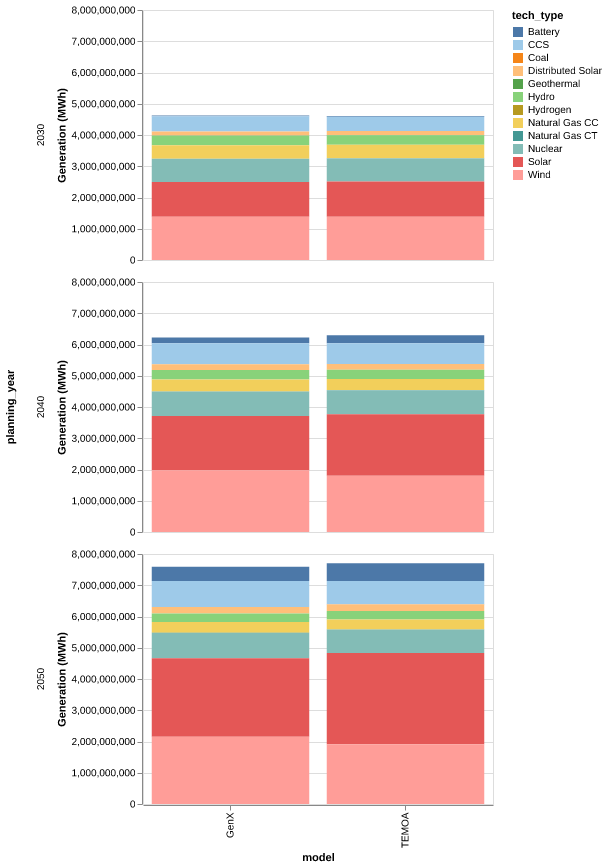 8,000,000,000
7,000,000,000
6,000,000,000
5,000,000,000
4,000,000,000
3,000,000,000
2,000,000,000
1,000,000,000
0
Generation (MWh)
2030
8,000,000,000
7,000,000,000
6,000,000,000
5,000,000,000
4,000,000,000
3,000,000,000
2,000,000,000
1,000,000,000
0
Generation (MWh)
2040
planning_year
8,000,000,000
7,000,000,000
6,000,000,000
5,000,000,000
4,000,000,000
3,000,000,000
2,000,000,000
1,000,000,000
0
Generation (MWh)
2050
GenX
TEMOA
model
tech_type
Battery
CCS
Coal
Distributed Solar
Geothermal
Hydro
Hydrogen
Natural Gas CC
Natural Gas CT
Nuclear
Solar
Wind